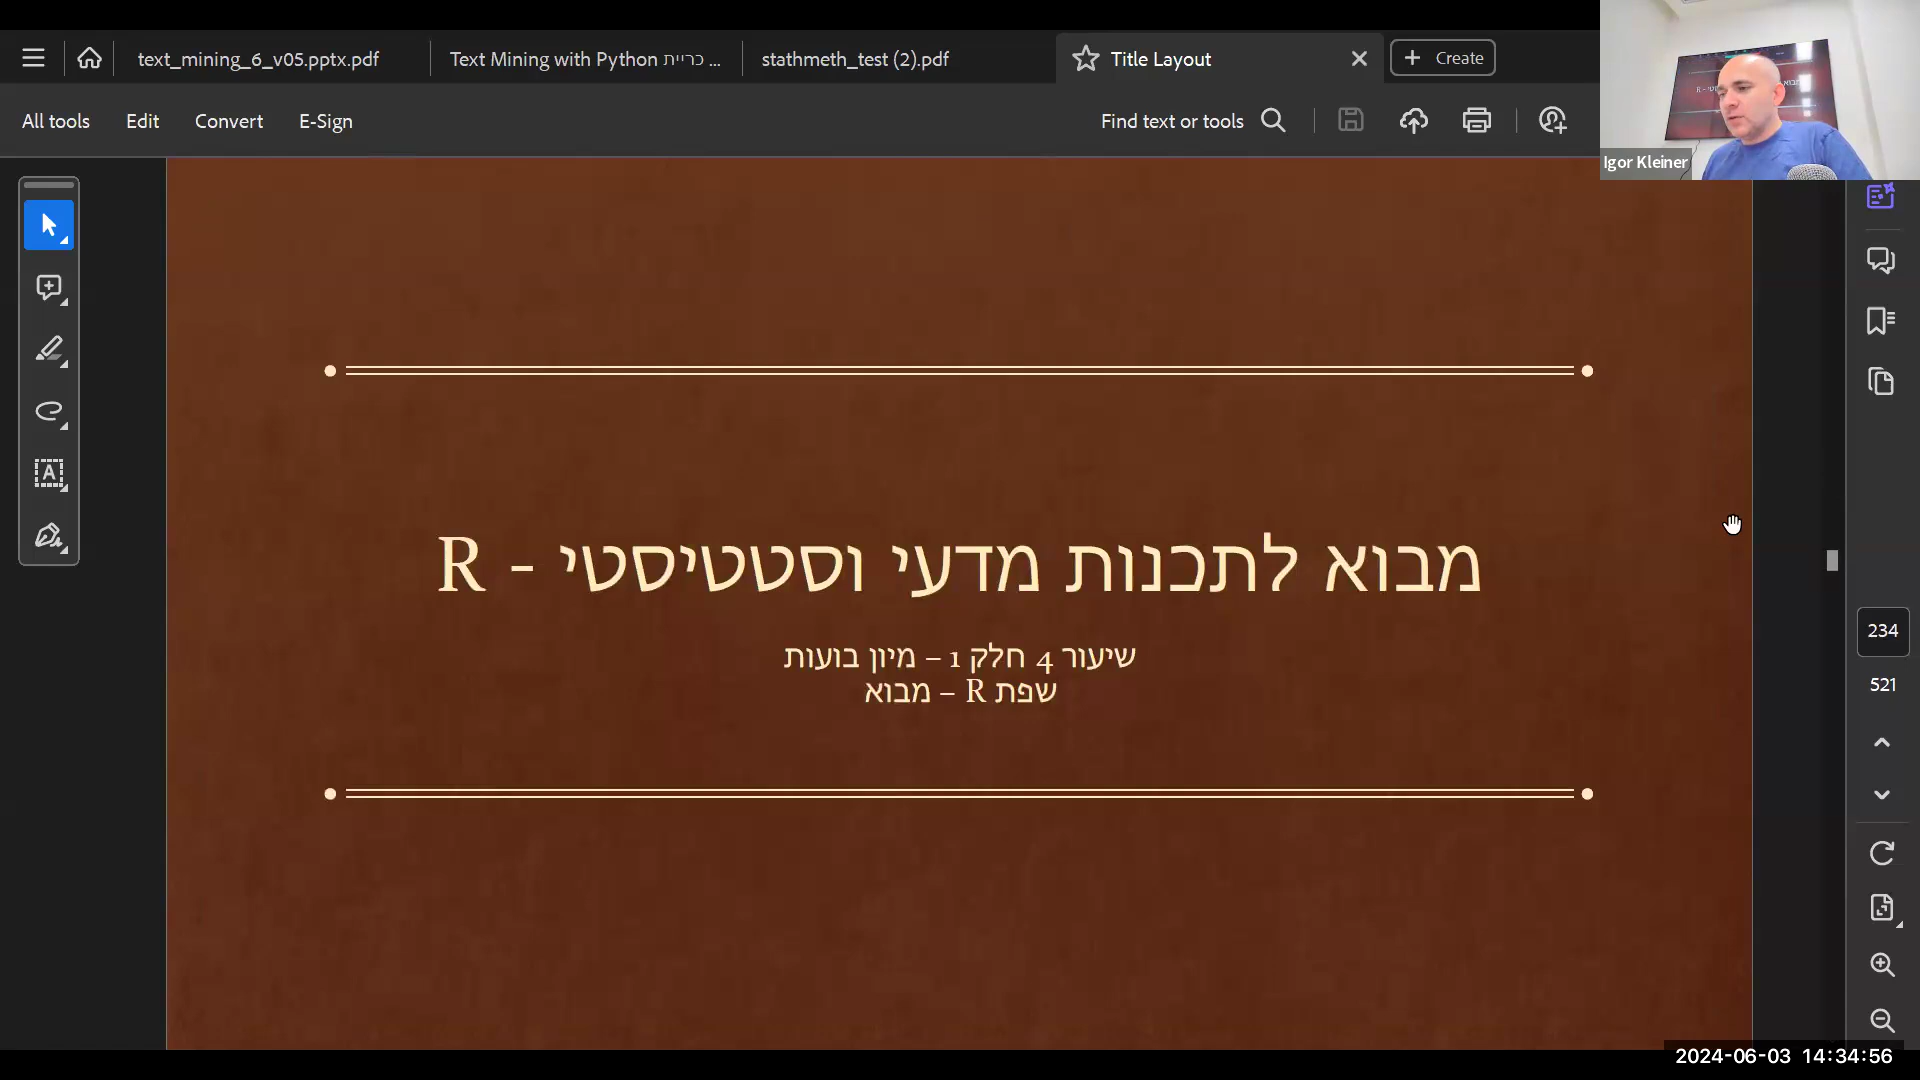 text_mining_6_v05.pptx.pdf
Text Mining with Python כריית ...
stathmeth_test (2).pdf
Title Layout
Create
All tools
Edit
Convert
E-Sign
Find text or tools
Igor Kleiner
מבוא לתכנות מדעי וסטטיסטי - R
שיעור 4 חלק 1 – מיון בועות
שפת R – מבוא
234
521
2024-06-03 14:34:56